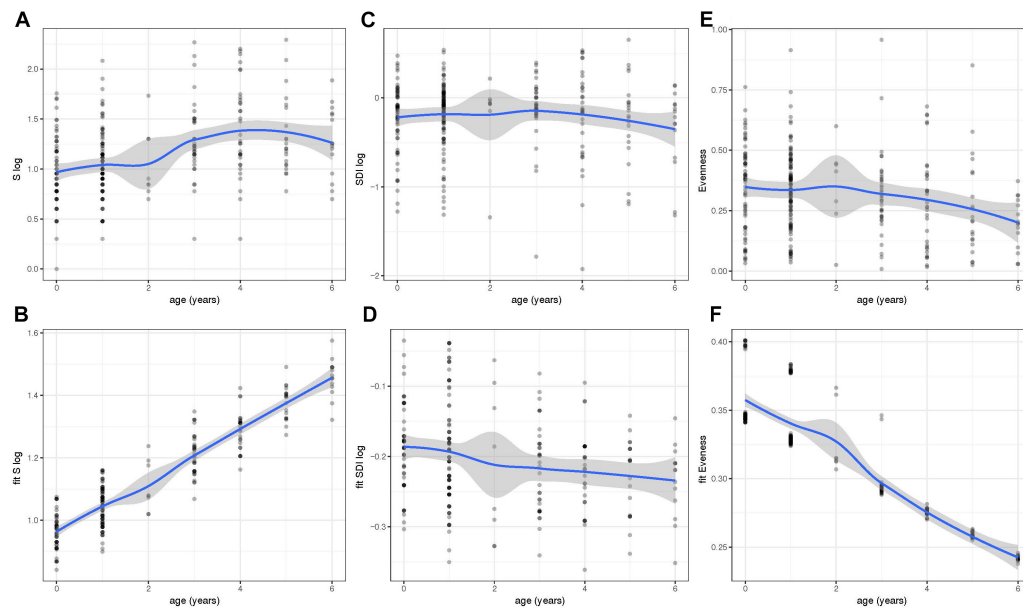 A
S log
2.0
1.5
1.0
0.5
0.0
0 2 4 6
age (years)
C
SDI log
0
−1
−2
0 2 4 6
age (years)
E
Evenness
1.00
0.75
0.50
0.25
0.00
0 2 4 6
age (years)
B
fit S log
1.6
1.4
1.2
1.0
0 2 4 6
age (years)
D
fit SDI log
−0.1
−0.2
−0.3
0 2 4 6
age (years)
F
fit Eveness
0.40
0.35
0.30
0.25
0 2 4 6
age (years)